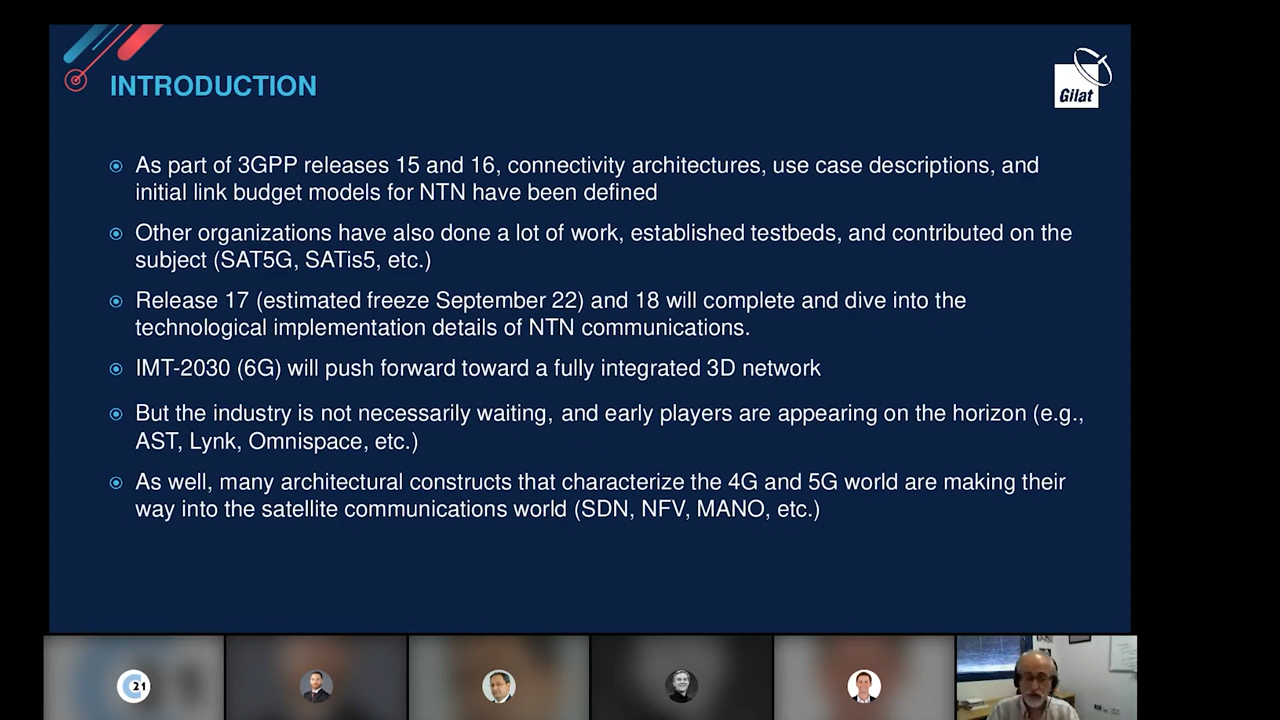 INTRODUCTION
Gilat
As part of 3GPP releases 15 and 16, connectivity architectures, use case descriptions, and
initial link budget models for NTN have been defined
Other organizations have also done a lot of work, established testbeds, and contributed on the
subject (SAT5G, SATis5, etc.)
Release 17 (estimated freeze September 22) and 18 will complete and dive into the
technological implementation details of NTN communications.
IMT-2030 (6G) will push forward toward a fully integrated 3D network
But the industry is not necessarily waiting, and early players are appearing on the horizon (e.g.,
AST, Lynk, Omnispace, etc.)
As well, many architectural constructs that characterize the 4G and 5G world are making their
way into the satellite communications world (SDN, NFV, MANO, etc.)
21